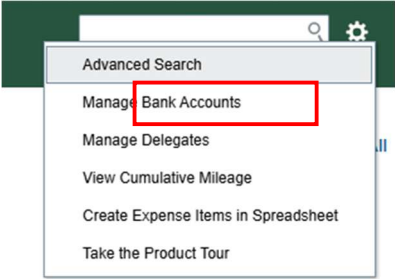 Advanced Search
Manage Bank Accounts
Manage Delegates
View Cumulative Mileage
Create Expense Items in Spreadsheet
Take the Product Tour